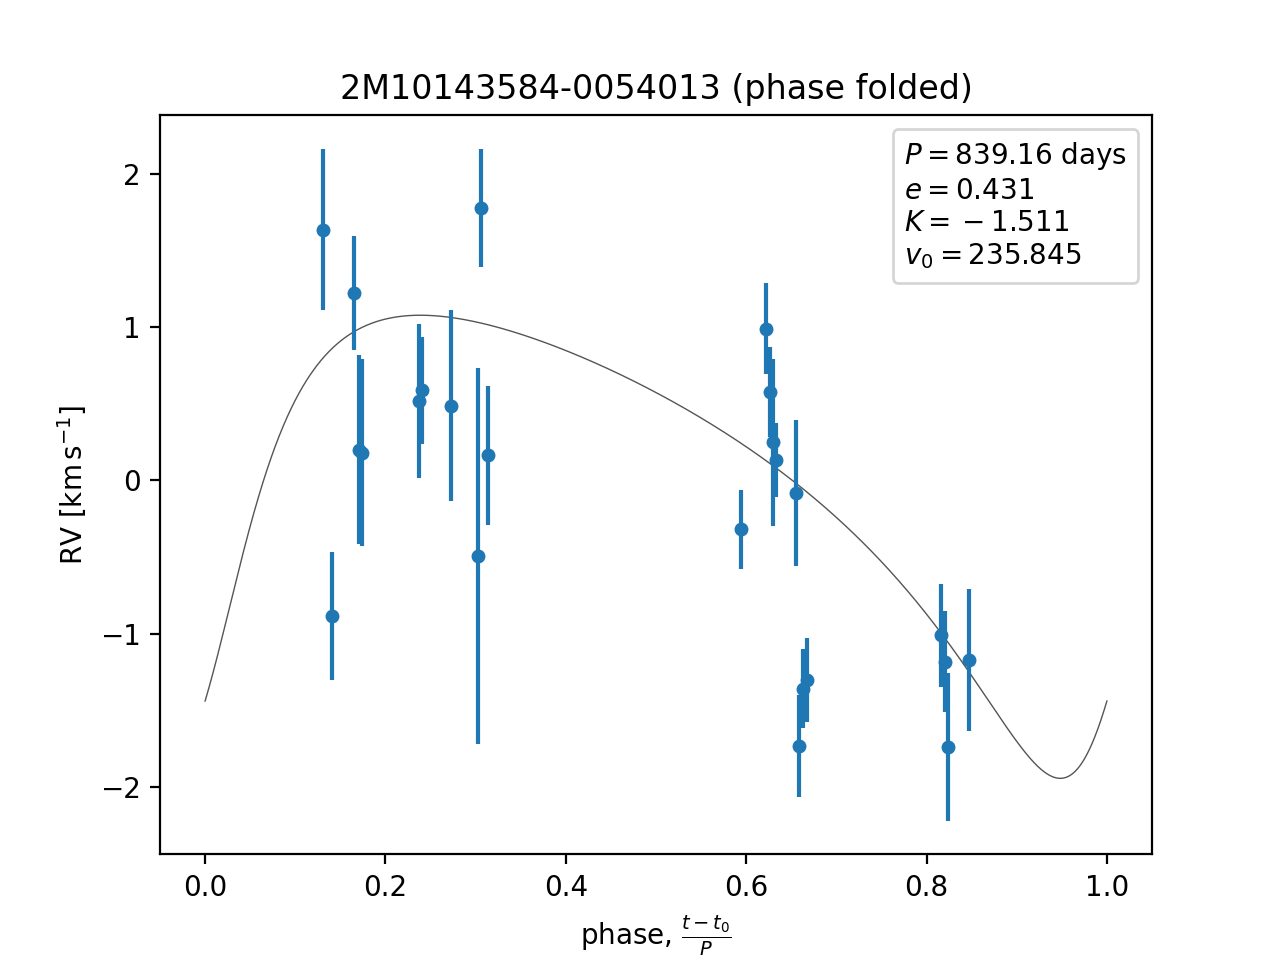 2M10143584-0054013 (phase folded)
P = 839.16 days
e = 0.431
K = −1.511
v₀ = 235.845
RV [km s⁻¹]
2
1
0
−1
−2
0.0 0.2 0.4 0.6 0.8 1.0
phase, (t − t₀)/P